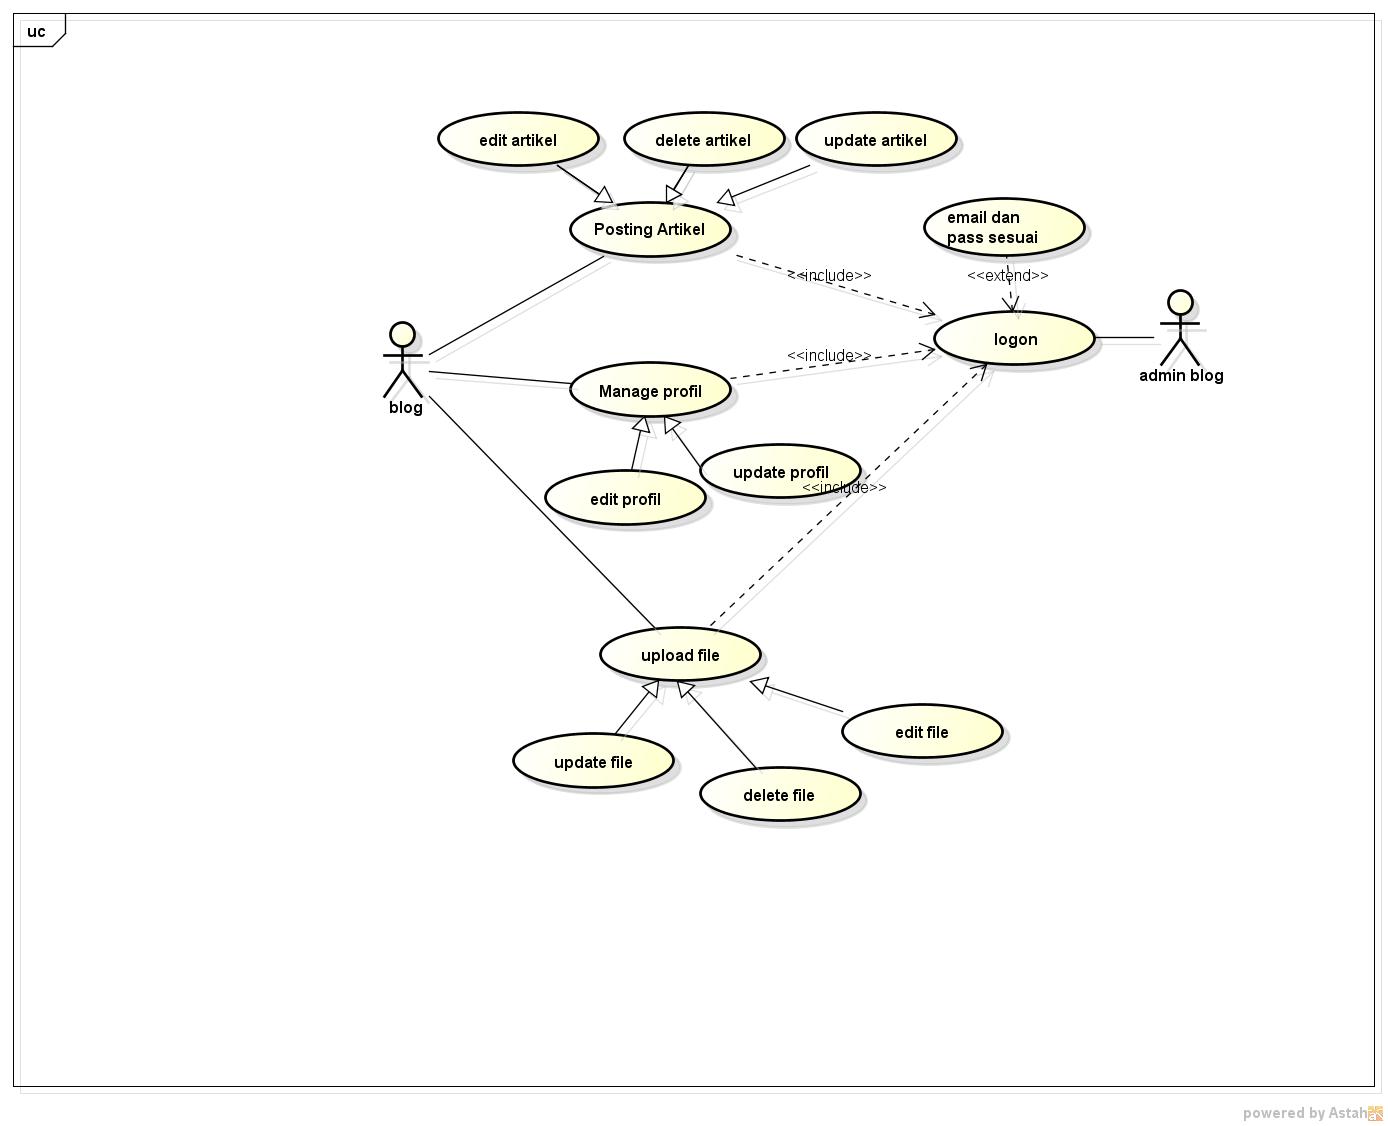 uc
edit artikel
delete artikel
update artikel
Posting Artikel
email dan
pass sesuai
<<include>>
<<extend>>
logon
admin blog
blog
<<include>>
Manage profil
update profil
<<include>>
edit profil
upload file
edit file
update file
delete file
powered by Astah